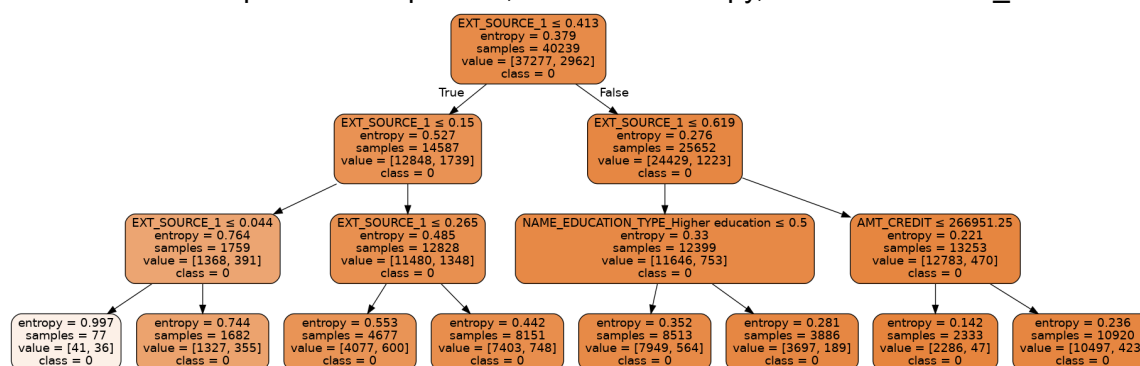 EXT_SOURCE_1 ≤ 0.413
entropy = 0.379
samples = 40239
value = [37277, 2962]
class = 0
True
False
EXT_SOURCE_1 ≤ 0.15
entropy = 0.527
samples = 14587
value = [12848, 1739]
class = 0
EXT_SOURCE_1 ≤ 0.619
entropy = 0.276
samples = 25652
value = [24429, 1223]
class = 0
EXT_SOURCE_1 ≤ 0.044
entropy = 0.764
samples = 1759
value = [1368, 391]
class = 0
EXT_SOURCE_1 ≤ 0.265
entropy = 0.485
samples = 12828
value = [11480, 1348]
class = 0
NAME_EDUCATION_TYPE_Higher education ≤ 0.5
entropy = 0.33
samples = 12399
value = [11646, 753]
class = 0
AMT_CREDIT ≤ 266951.25
entropy = 0.221
samples = 13253
value = [12783, 470]
class = 0
entropy = 0.997
samples = 77
value = [41, 36]
class = 0
entropy = 0.744
samples = 1682
value = [1327, 355]
class = 0
entropy = 0.553
samples = 4677
value = [4077, 600]
class = 0
entropy = 0.442
samples = 8151
value = [7403, 748]
class = 0
entropy = 0.352
samples = 8513
value = [7949, 564]
class = 0
entropy = 0.281
samples = 3886
value = [3697, 189]
class = 0
entropy = 0.142
samples = 2333
value = [2286, 47]
class = 0
entropy = 0.236
samples = 10920
value = [10497, 423
class = 0